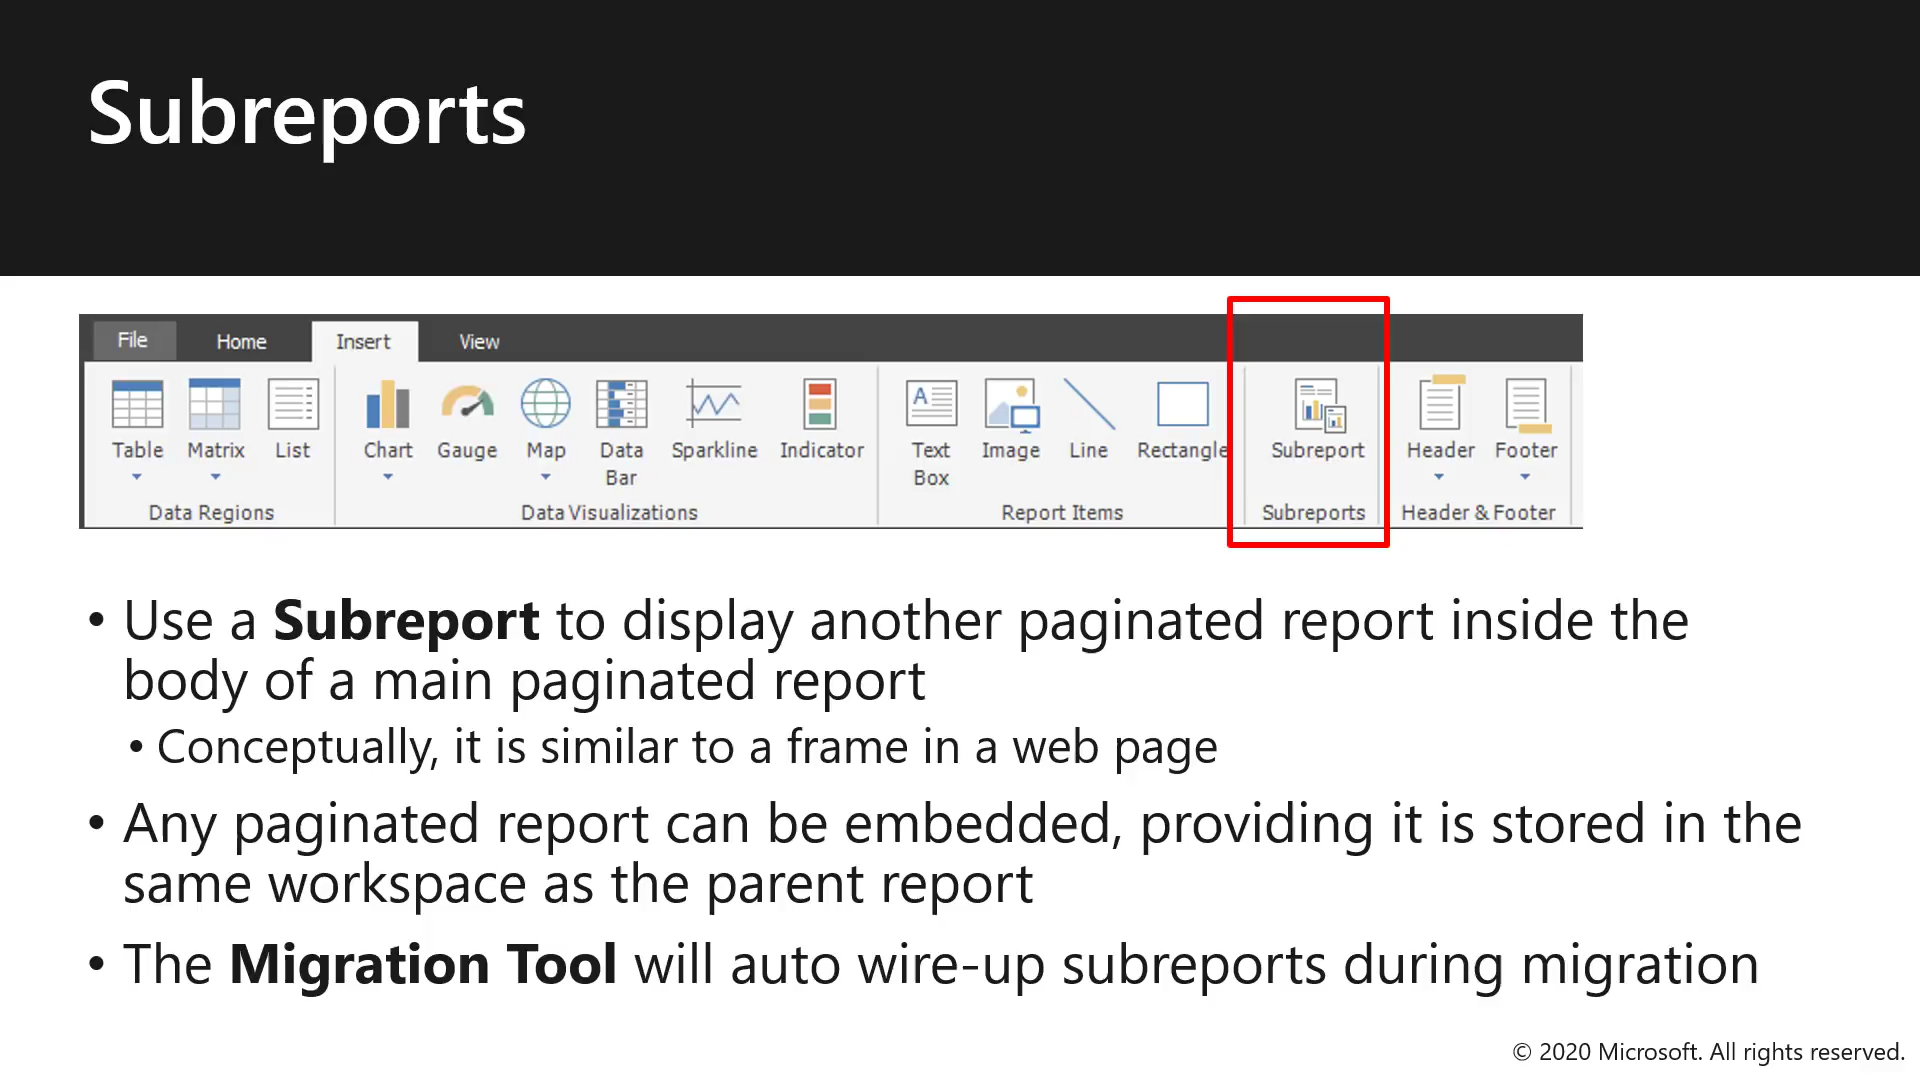 Subreports
File Home Insert View
Table Matrix List Chart Gauge Map Data Bar Sparkline Indicator Text Box Image Line Rectangle Subreport Header Footer
Data Regions Data Visualizations Report Items Subreports Header & Footer
• Use a Subreport to display another paginated report inside the
body of a main paginated report
• Conceptually, it is similar to a frame in a web page
• Any paginated report can be embedded, providing it is stored in the
same workspace as the parent report
• The Migration Tool will auto wire-up subreports during migration
© 2020 Microsoft. All rights reserved.